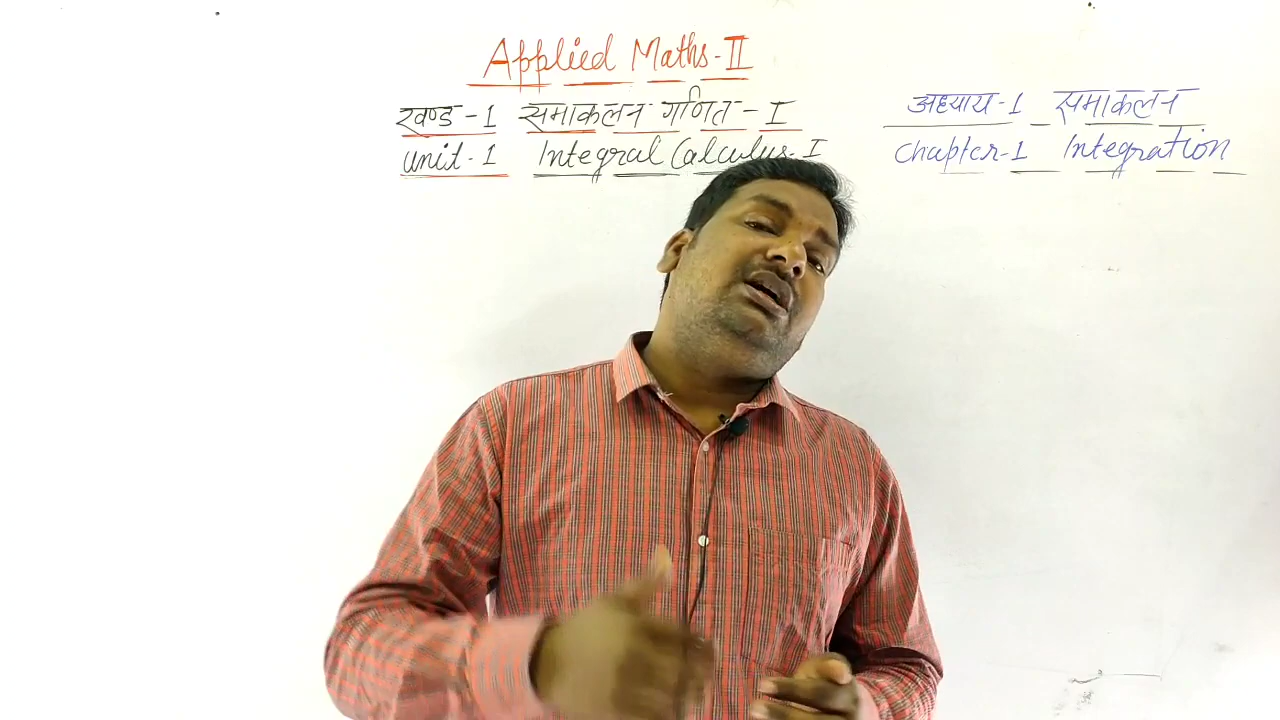 Applied Maths-II
खण्ड-1 समाकलन गणित-I
unit-1 Integral Calculus-I
अध्याय-1 समाकलन
Chapter-1 Integration